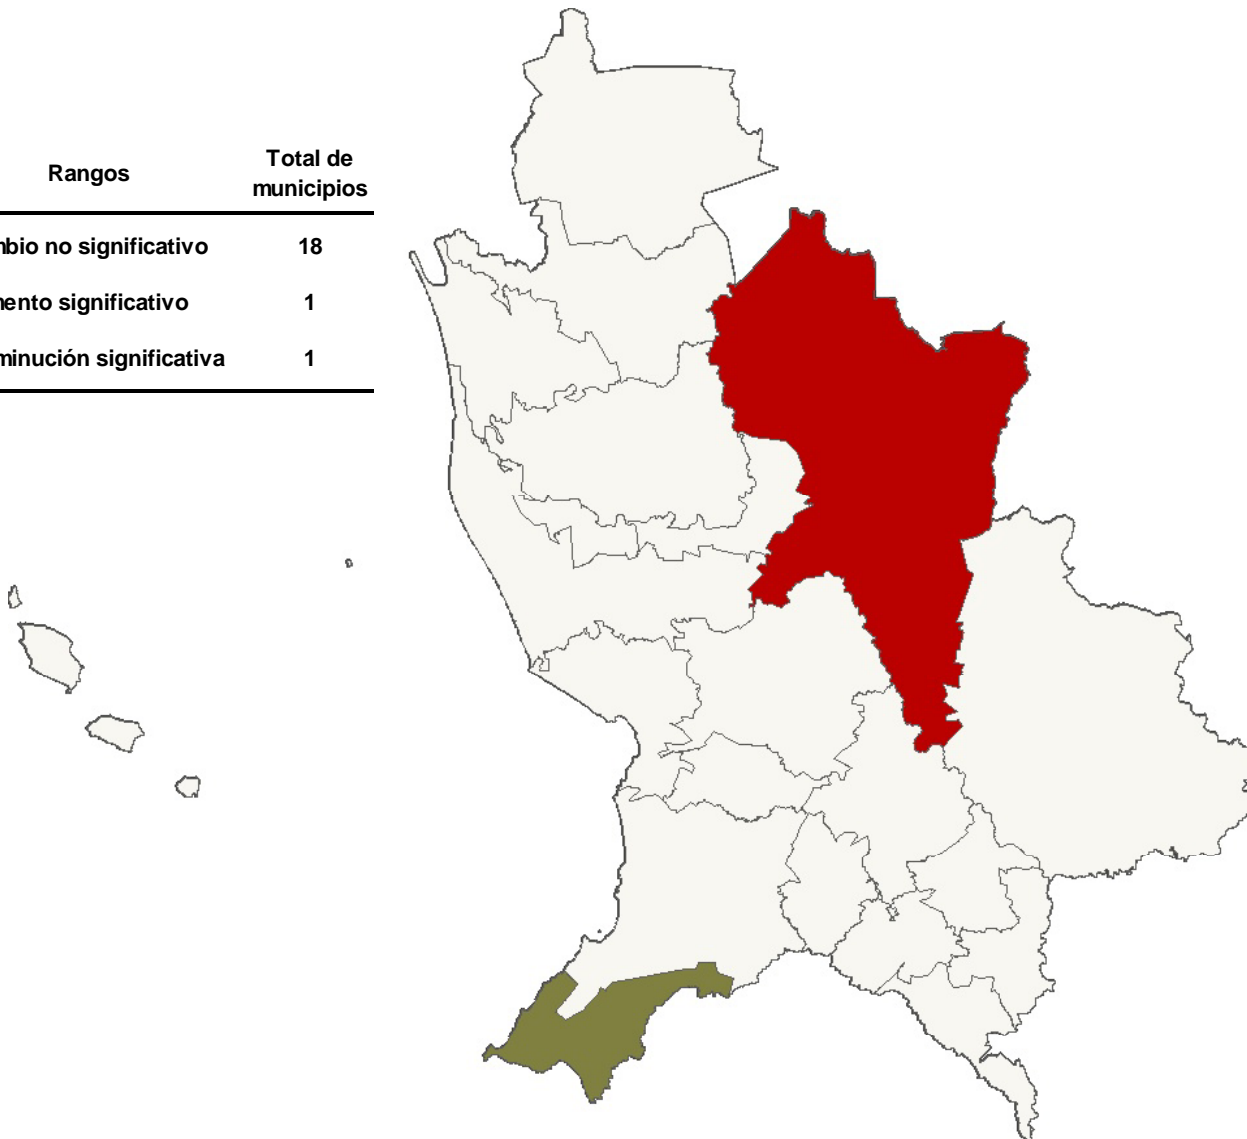 Rangos
Total de
municipios
mbio no significativo 18
mento significativo 1
minución significativa 1